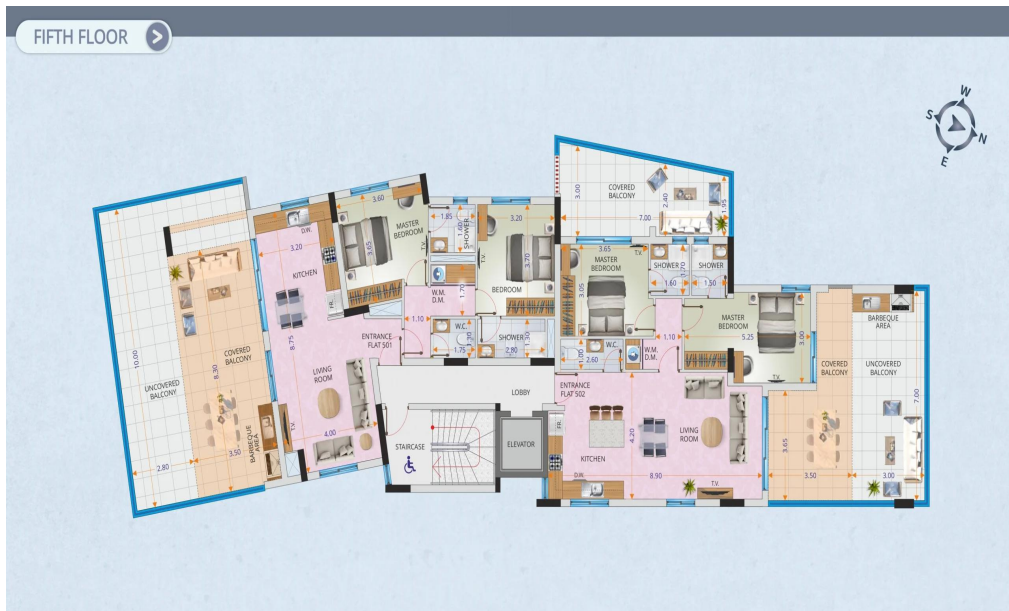 FIFTH FLOOR
W
S
N
E
COVERED
BALCONY
3.00
2.40
1.95
7.00
3.60
3.65
MASTER
BEDROOM
T.V.
1.85
1.60
SHOWER
3.20
3.70
T.V.
BEDROOM
D.W.
3.20
KITCHEN
FR.
8.75
W.M.
D.M.
1.70
1.10
ENTRANCE
FLAT 501
W.C.
1.75
1.30
SHOWER
2.80
1.30
LIVING
ROOM
4.00
T.V.
10.00
UNCOVERED
BALCONY
COVERED
BALCONY
8.30
2.80
3.50
BARBEQUE
AREA
LOBBY
STAIRCASE
ELEVATOR
3.65
T.V.
MASTER
BEDROOM
3.05
SHOWER
1.70
1.60
SHOWER
1.50
MASTER
BEDROOM
5.25
3.00
T.V.
1.10
W.M.
D.M.
W.C.
1.00
2.60
ENTRANCE
FLAT 502
FR.
4.20
LIVING
ROOM
KITCHEN
D.W.
8.90
T.V.
BARBEQUE
AREA
COVERED
BALCONY
UNCOVERED
BALCONY
7.00
3.65
3.50
3.00